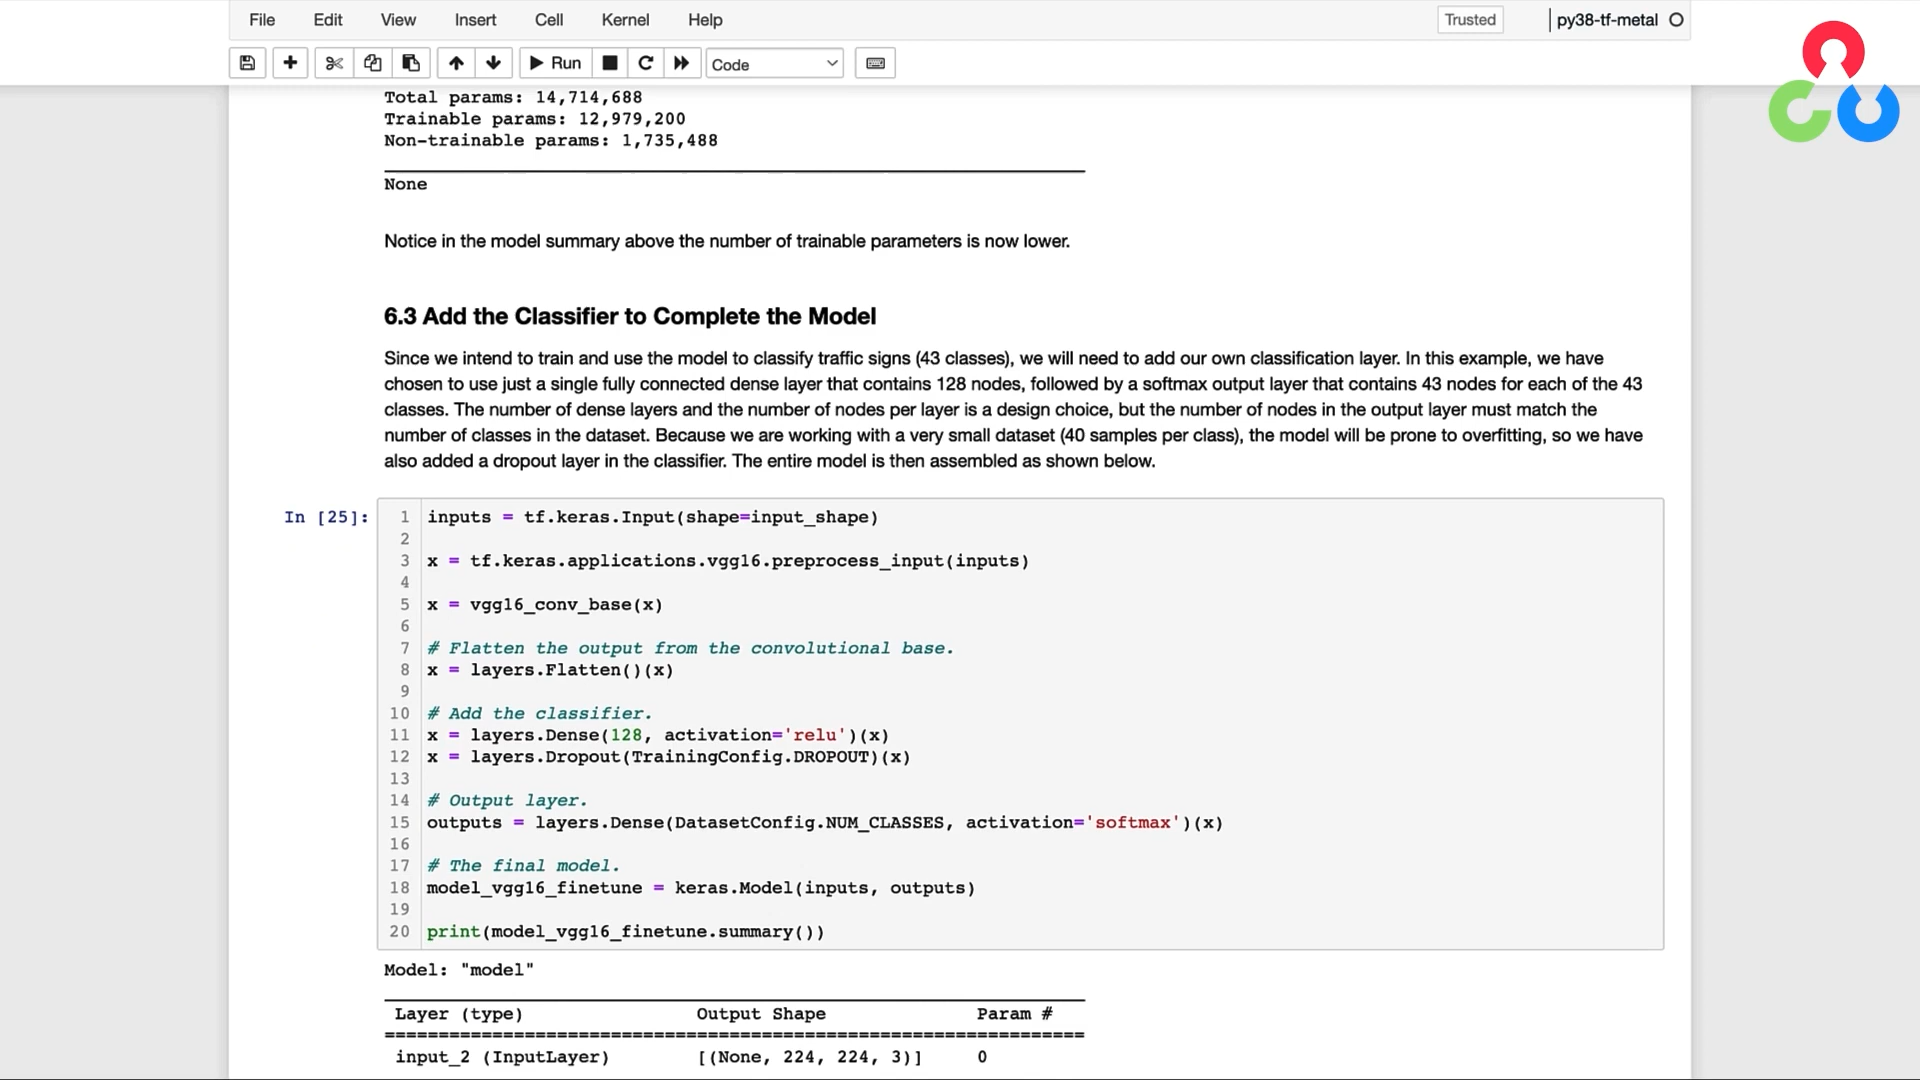 File Edit View Insert Cell Kernel Help Trusted py38-tf-metal
Run Code
Total params: 14,714,688
Trainable params: 12,979,200
Non-trainable params: 1,735,488
None
Notice in the model summary above the number of trainable parameters is now lower.
6.3 Add the Classifier to Complete the Model
Since we intend to train and use the model to classify traffic signs (43 classes), we will need to add our own classification layer. In this example, we have
chosen to use just a single fully connected dense layer that contains 128 nodes, followed by a softmax output layer that contains 43 nodes for each of the 43
classes. The number of dense layers and the number of nodes per layer is a design choice, but the number of nodes in the output layer must match the
number of classes in the dataset. Because we are working with a very small dataset (40 samples per class), the model will be prone to overfitting, so we have
also added a dropout layer in the classifier. The entire model is then assembled as shown below.
In [25]: 1 inputs = tf.keras.Input(shape=input_shape)
2
3 x = tf.keras.applications.vgg16.preprocess_input(inputs)
4
5 x = vgg16_conv_base(x)
6
7 # Flatten the output from the convolutional base.
8 x = layers.Flatten()(x)
9
10 # Add the classifier.
11 x = layers.Dense(128, activation='relu')(x)
12 x = layers.Dropout(TrainingConfig.DROPOUT)(x)
13
14 # Output layer.
15 outputs = layers.Dense(DatasetConfig.NUM_CLASSES, activation='softmax')(x)
16
17 # The final model.
18 model_vgg16_finetune = keras.Model(inputs, outputs)
19
20 print(model_vgg16_finetune.summary())
Model: "model"
Layer (type) Output Shape Param #
=================================================================
input_2 (InputLayer) [(None, 224, 224, 3)] 0